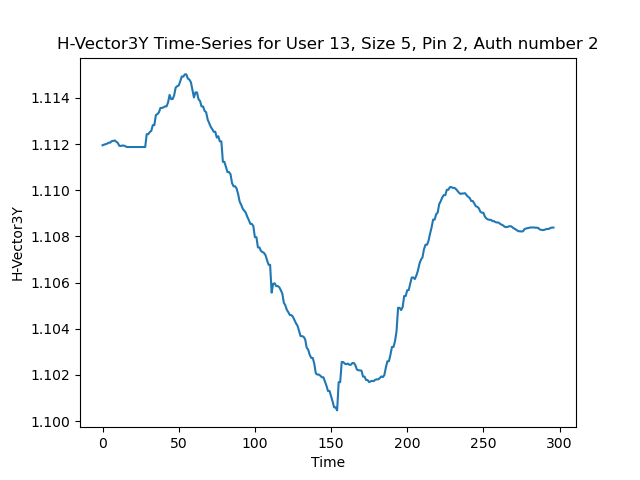 H-Vector3Y Time-Series for User 13, Size 5, Pin 2, Auth number 2
H-Vector3Y
1.114
1.112
1.110
1.108
1.106
1.104
1.102
1.100
0 50 100 150 200 250 300
Time